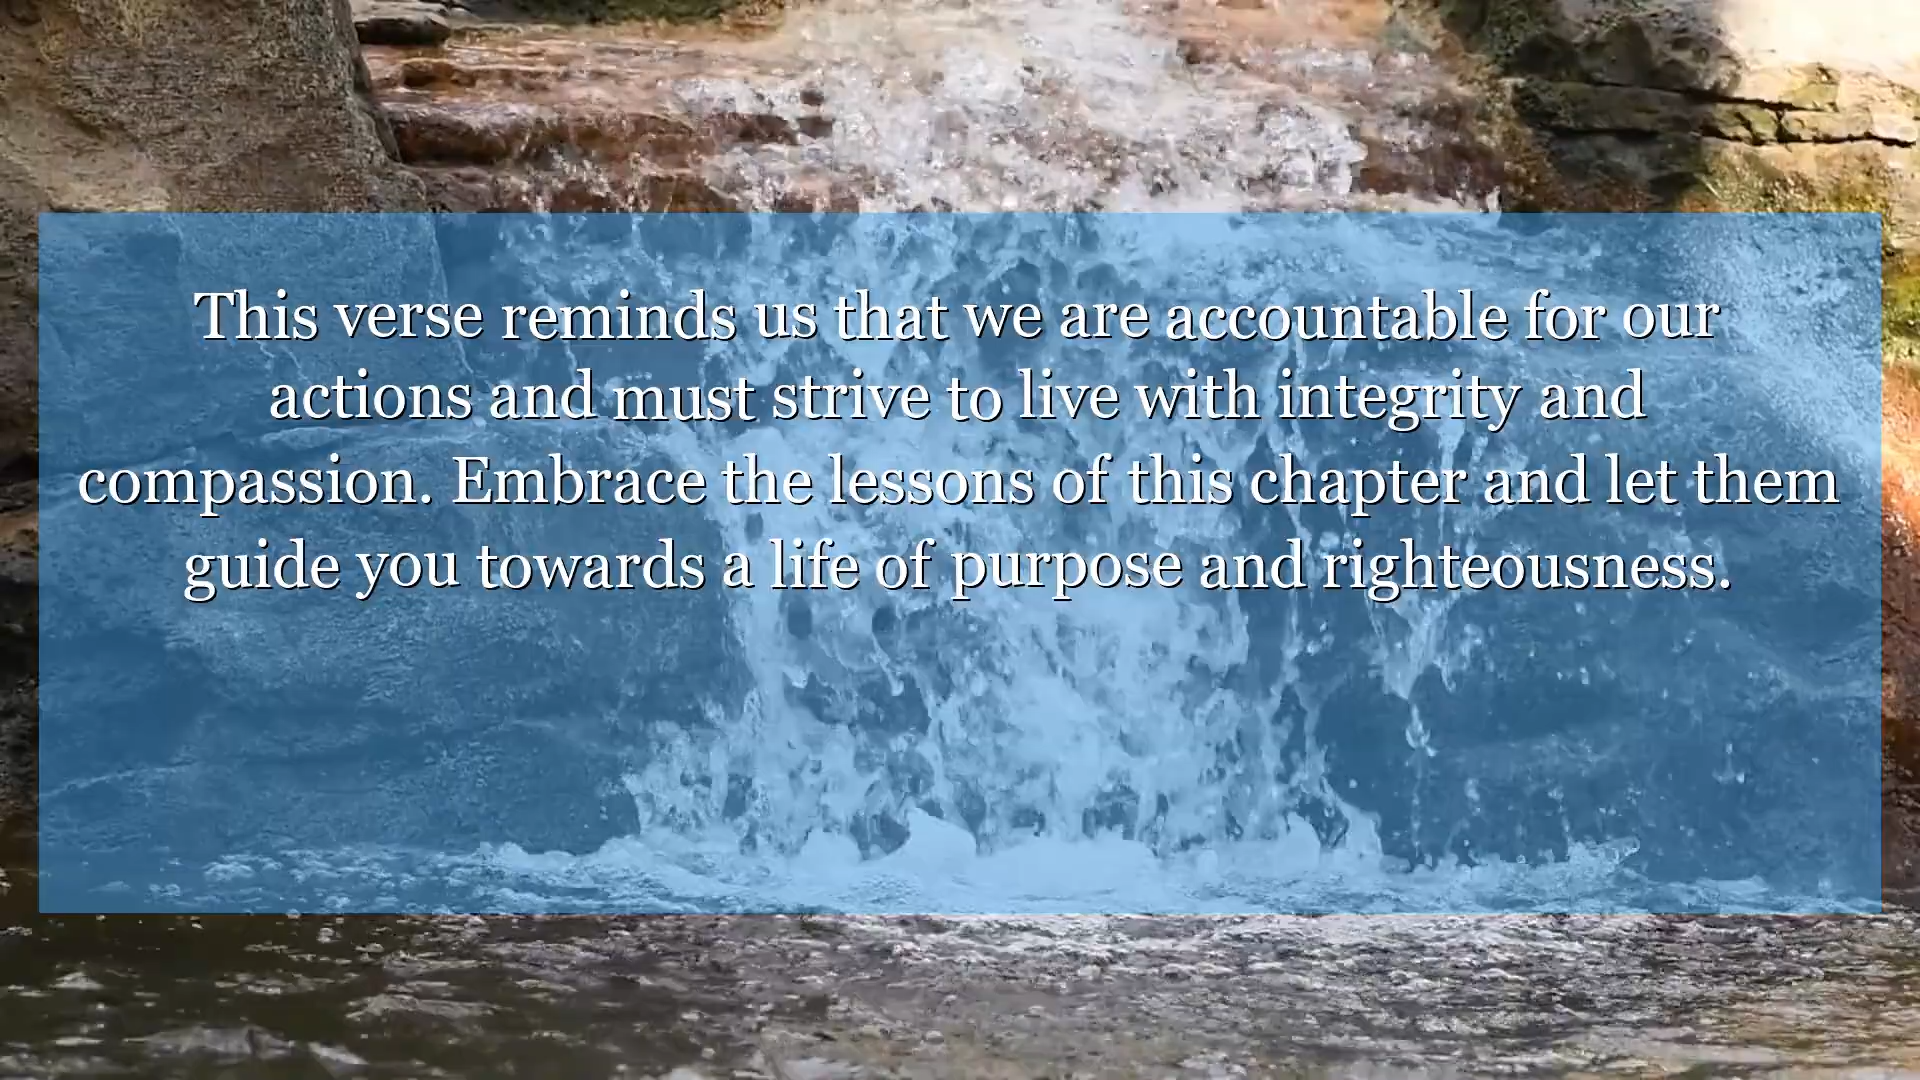 This verse reminds us that we are accountable for our
actions and must strive to live with integrity and
compassion. Embrace the lessons of this chapter and let them
guide you towards a life of purpose and righteousness.